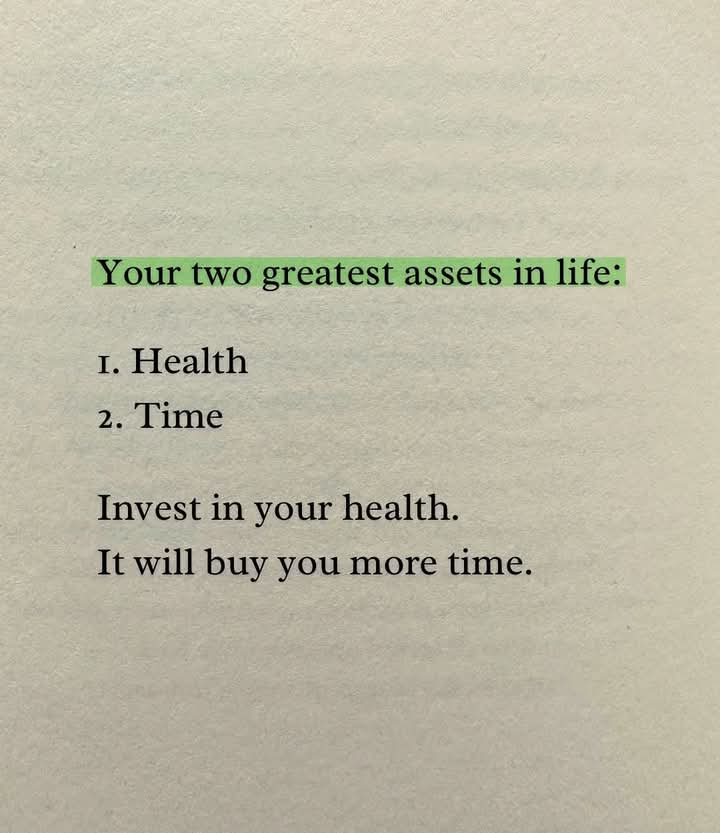 Your two greatest assets in life:
1. Health
2. Time
Invest in your health.
It will buy you more time.